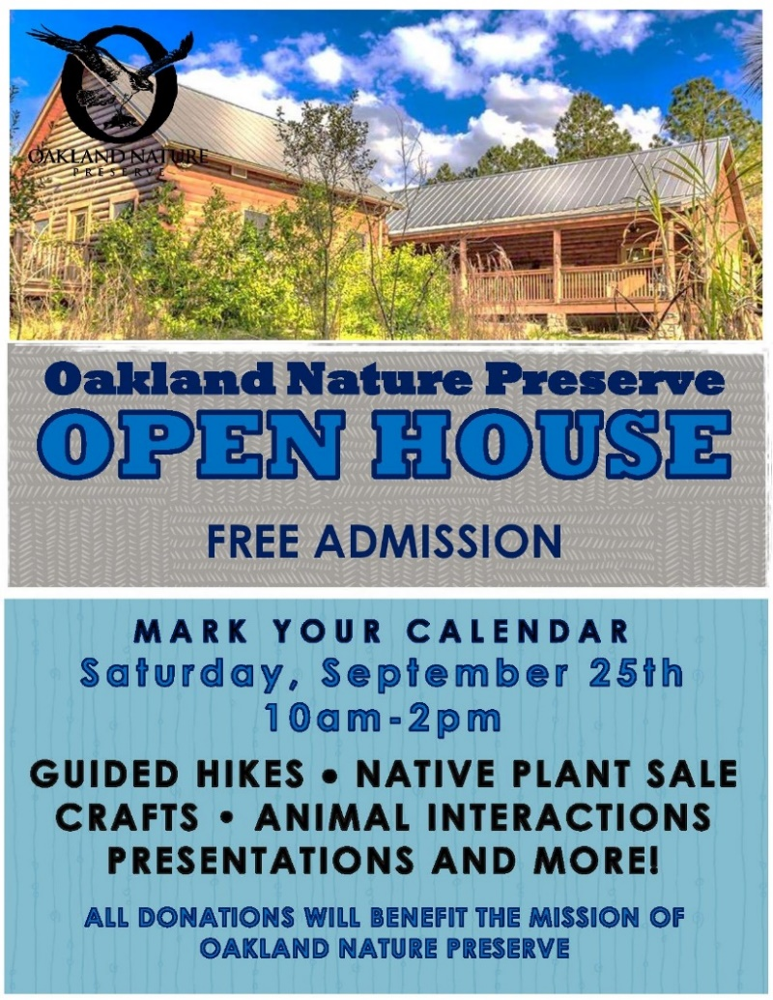 OAKLAND NATURE
PRESERVE
Oakland Nature Preserve
OPEN HOUSE
FREE ADMISSION
MARK YOUR CALENDAR
Saturday, September 25th
10am-2pm
GUIDED HIKES • NATIVE PLANT SALE
CRAFTS • ANIMAL INTERACTIONS
PRESENTATIONS AND MORE!
ALL DONATIONS WILL BENEFIT THE MISSION OF
OAKLAND NATURE PRESERVE